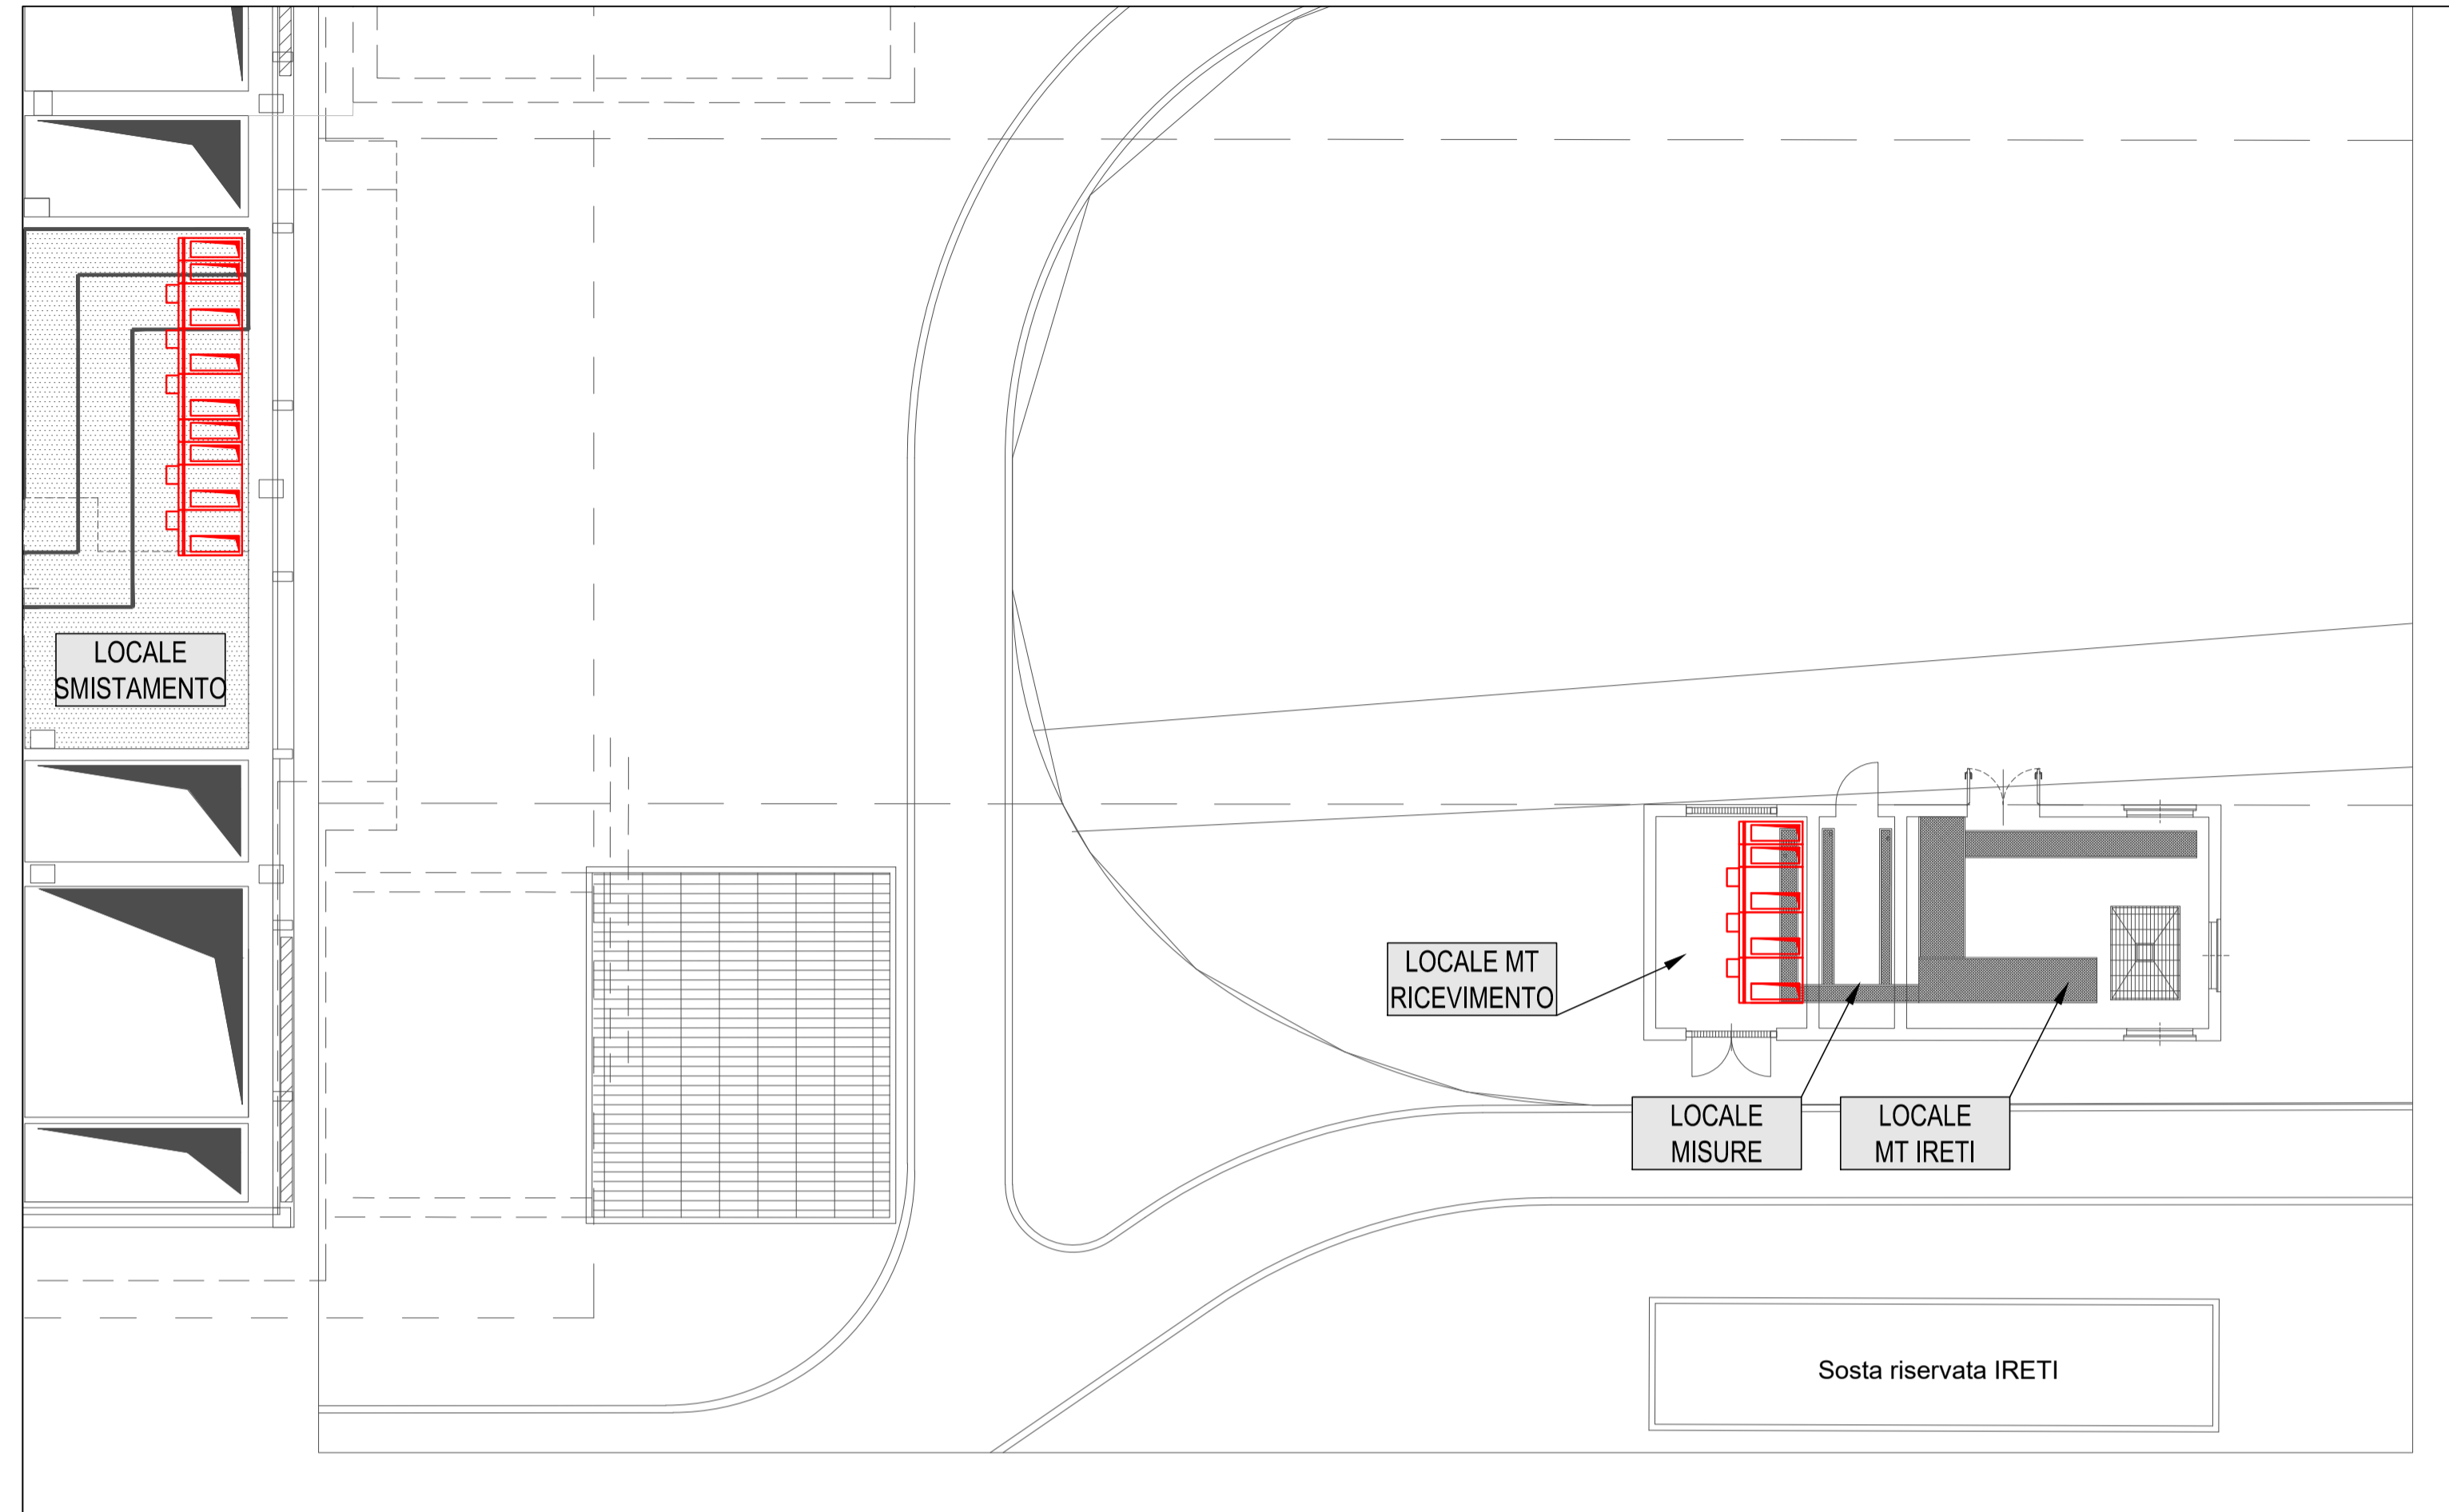 LOCALE
SMISTAMENTO
LOCALE MT
RICEVIMENTO
LOCALE
MISURE
LOCALE
MT IRETI
Sosta riservata IRETI